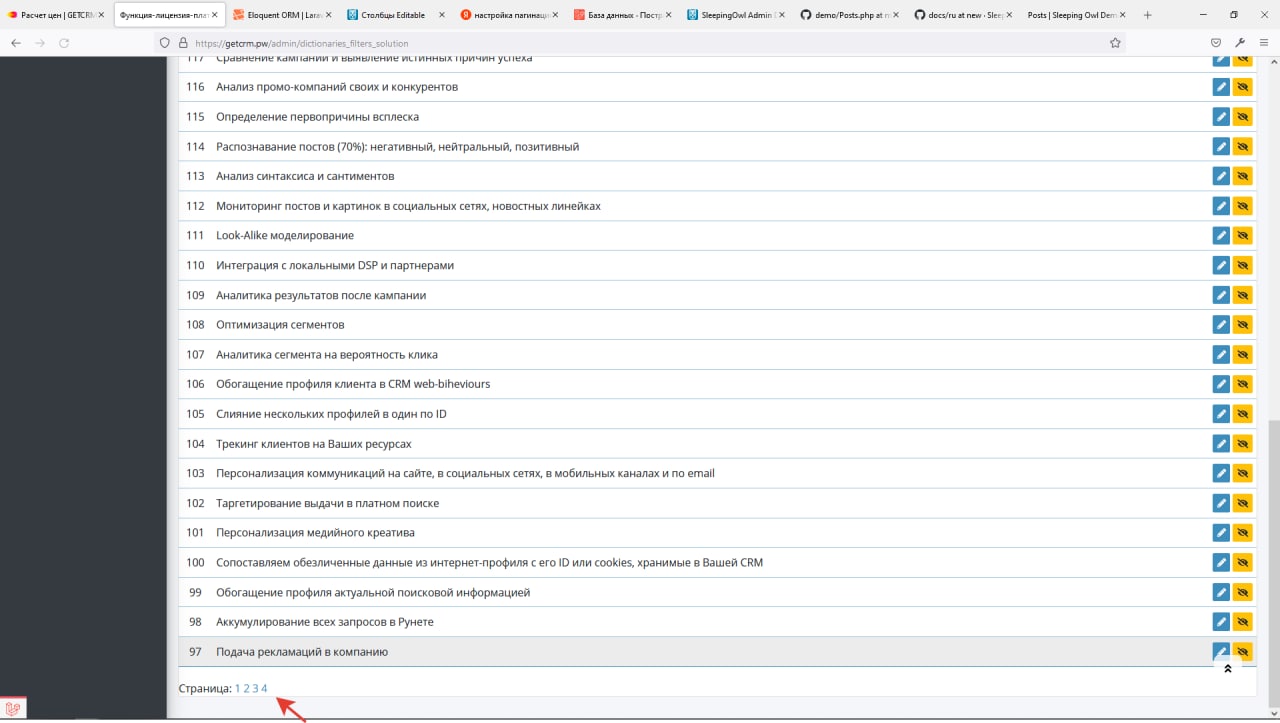 Расчет цен | GETCRM
Функция-лицензия-плат
Eloquent ORM | Larav
Столбцы Editable
настройка пагинаци
База данных - Постр
SleepingOwl Admin
demo/Posts.php at n
docs/ru at new · Sleep
Posts | Sleeping Owl Dem
https://getcrm.pw/admin/dictionaries_filters_solution
117 Сравнение кампаний и выявление истинных причин успеха
116 Анализ промо-компаний своих и конкурентов
115 Определение первопричины всплеска
114 Распознавание постов (70%): негативный, нейтральный, позитивный
113 Анализ синтаксиса и сантиментов
112 Мониторинг постов и картинок в социальных сетях, новостных линейках
111 Look-Alike моделирование
110 Интеграция с локальными DSP и партнерами
109 Аналитика результатов после кампании
108 Оптимизация сегментов
107 Аналитика сегмента на вероятность клика
106 Обогащение профиля клиента в CRM web-biheviours
105 Слияние нескольких профилей в один по ID
104 Трекинг клиентов на Ваших ресурсах
103 Персонализация коммуникаций на сайте, в социальных сетях, в мобильных каналах и по email
102 Таргетирование выдачи в платном поиске
101 Персонализация медийного креатива
100 Сопоставляем обезличенные данные из интернет-профиля с его ID или cookies, хранимые в Вашей CRM
99 Обогащение профиля актуальной поисковой информацией
98 Аккумулирование всех запросов в Рунете
97 Подача рекламаций в компанию
Страница: 1 2 3 4